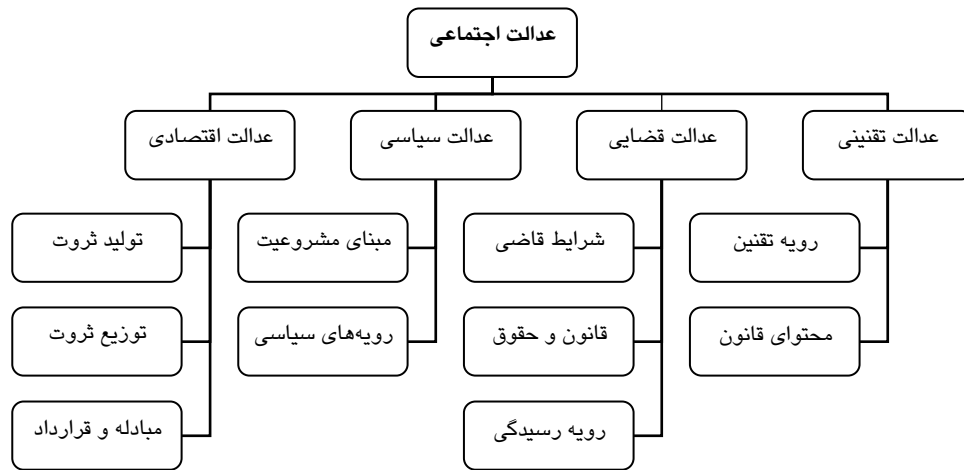 عدالت اجتماعی
عدالت تقنینی
عدالت قضایی
عدالت سیاسی
عدالت اقتصادی
رویه تقنین
شرایط قاضی
مبنای مشروعیت
تولید ثروت
محتوای قانون
قانون و حقوق
رویه‌های سیاسی
توزیع ثروت
رویه رسیدگی
مبادله و قرارداد